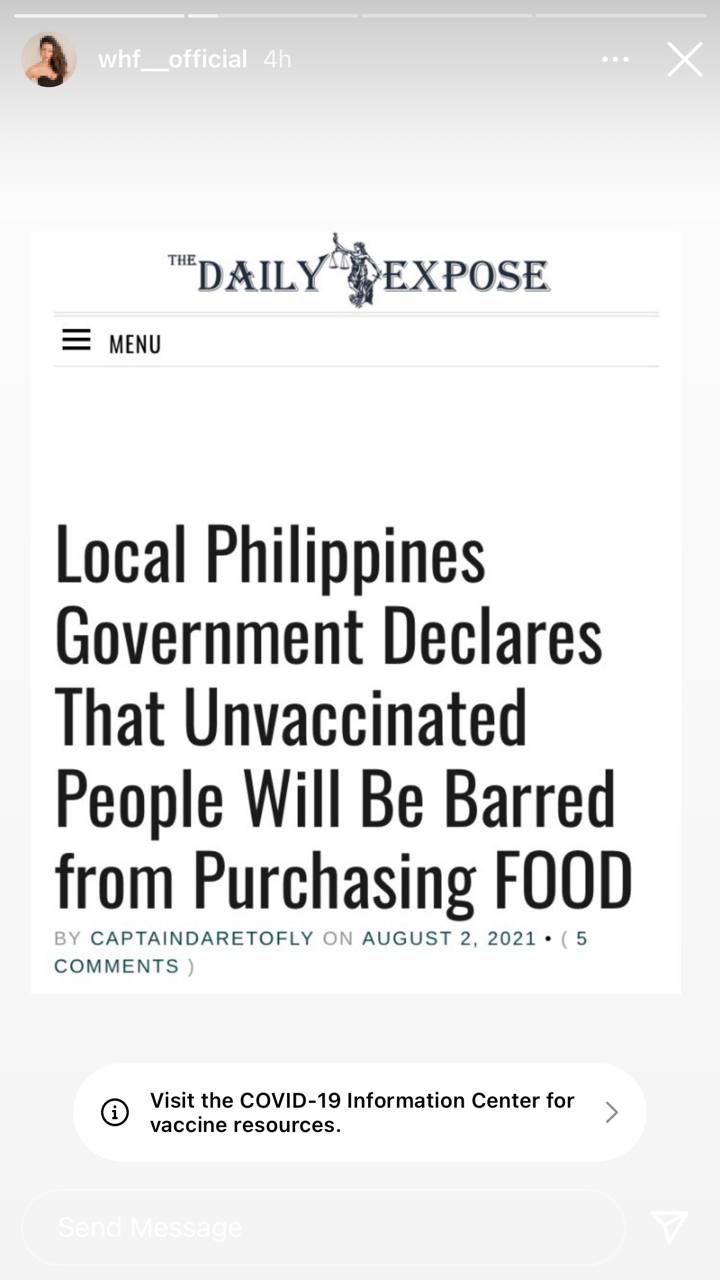 whf__official 4h
THE DAILY EXPOSE
MENU
Local Philippines
Government Declares
That Unvaccinated
People Will Be Barred
from Purchasing FOOD
BY CAPTAINDARETOFLY ON AUGUST 2, 2021 • ( 5
COMMENTS )
Visit the COVID-19 Information Center for
vaccine resources.
Send Message